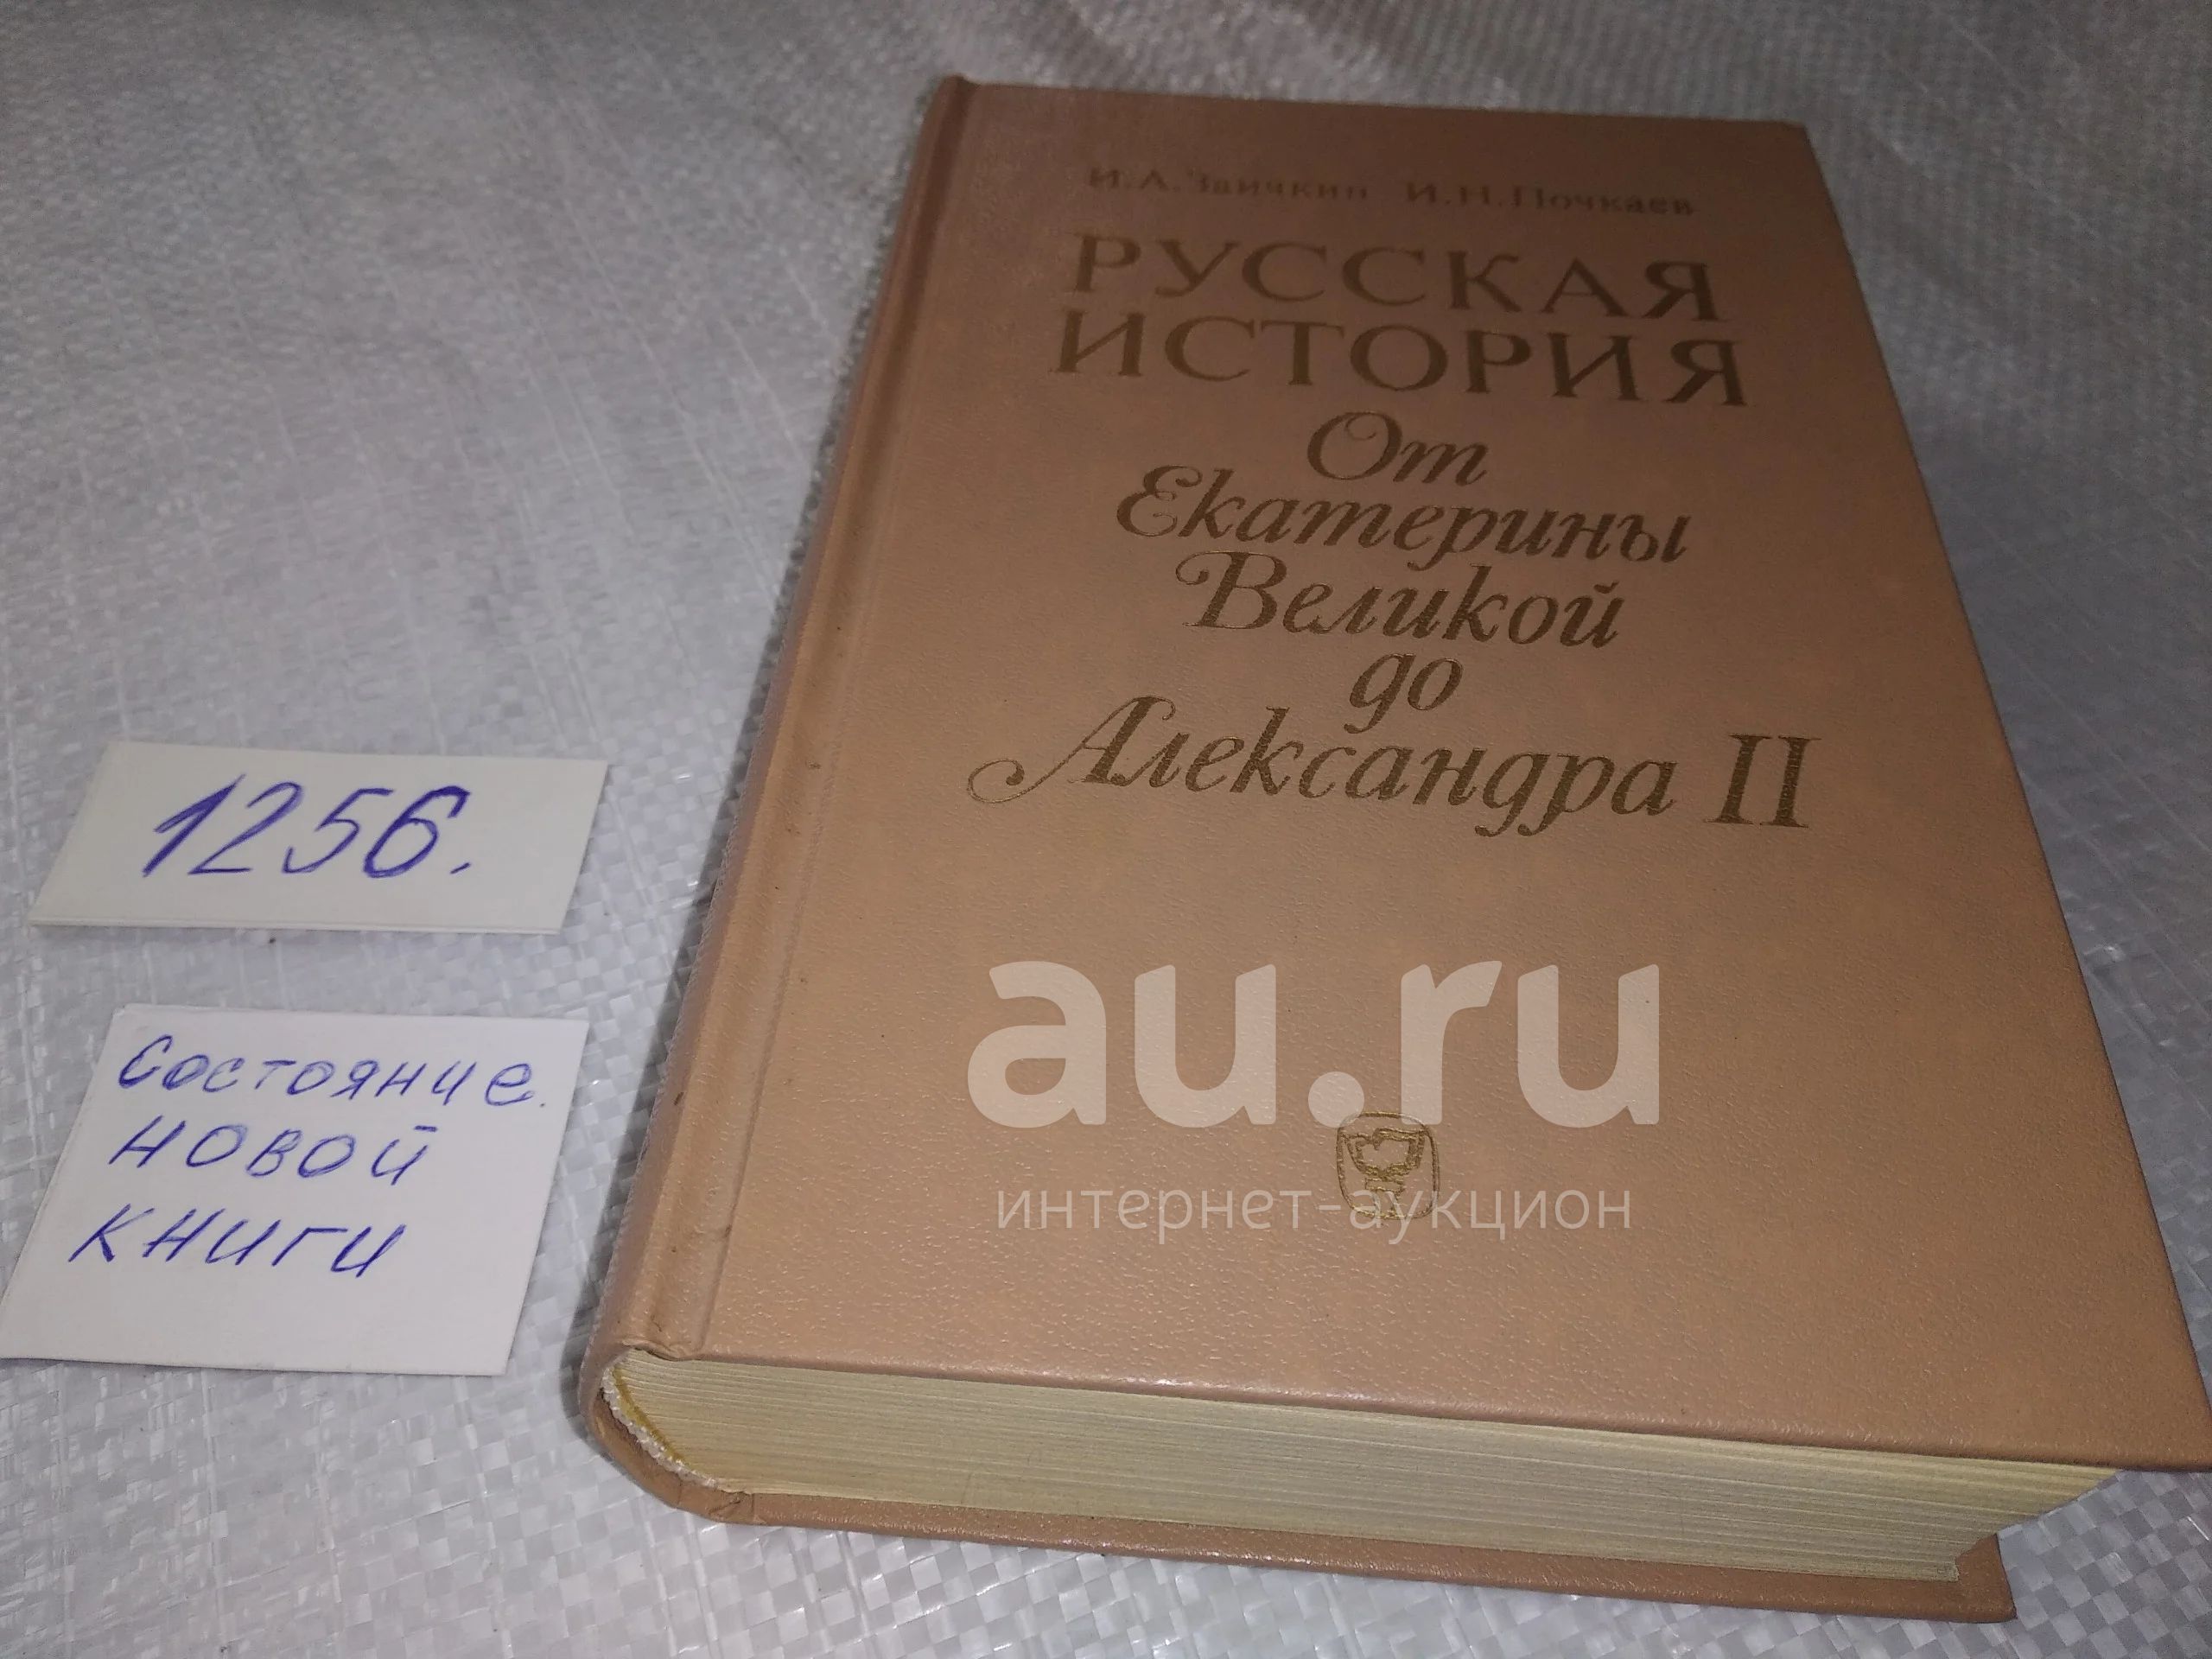 И.А.Заичкин И.Н.Почкаев
РУССКАЯ
ИСТОРИЯ
От
Екатерины
Великой
до
Александра II
1256.
Состояние.
новой
книги
au.ru
интернет-аукцион